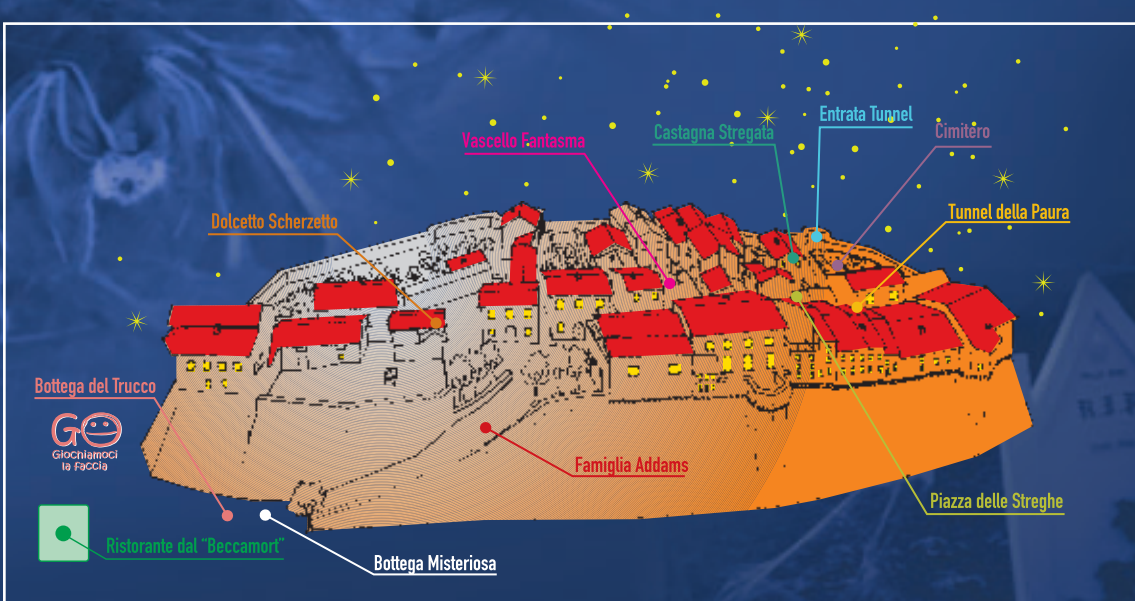 Entrata Tunnel
Castagna Stregata
Cimitero
Vascello Fantasma
Tunnel della Paura
Dolcetto Scherzetto
Bottega del Trucco
GO
Giochiamoci
la faccia
Famiglia Addams
Piazza delle Streghe
Ristorante dal "Beccamort"
Bottega Misteriosa